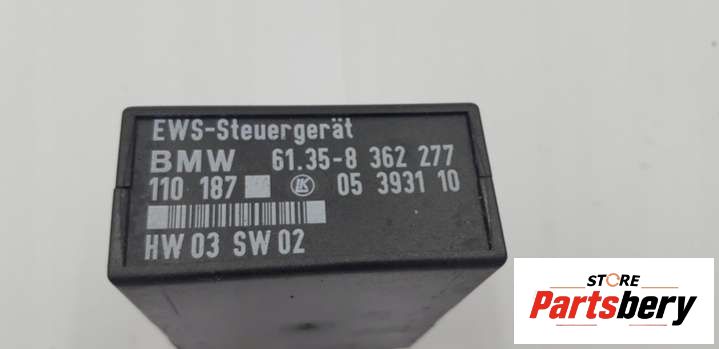 EWS-Steuergerät
BMW 61.35-8 362 277
110 187 LK 05 3931 10
HW 03 SW 02
STORE
Partsbery